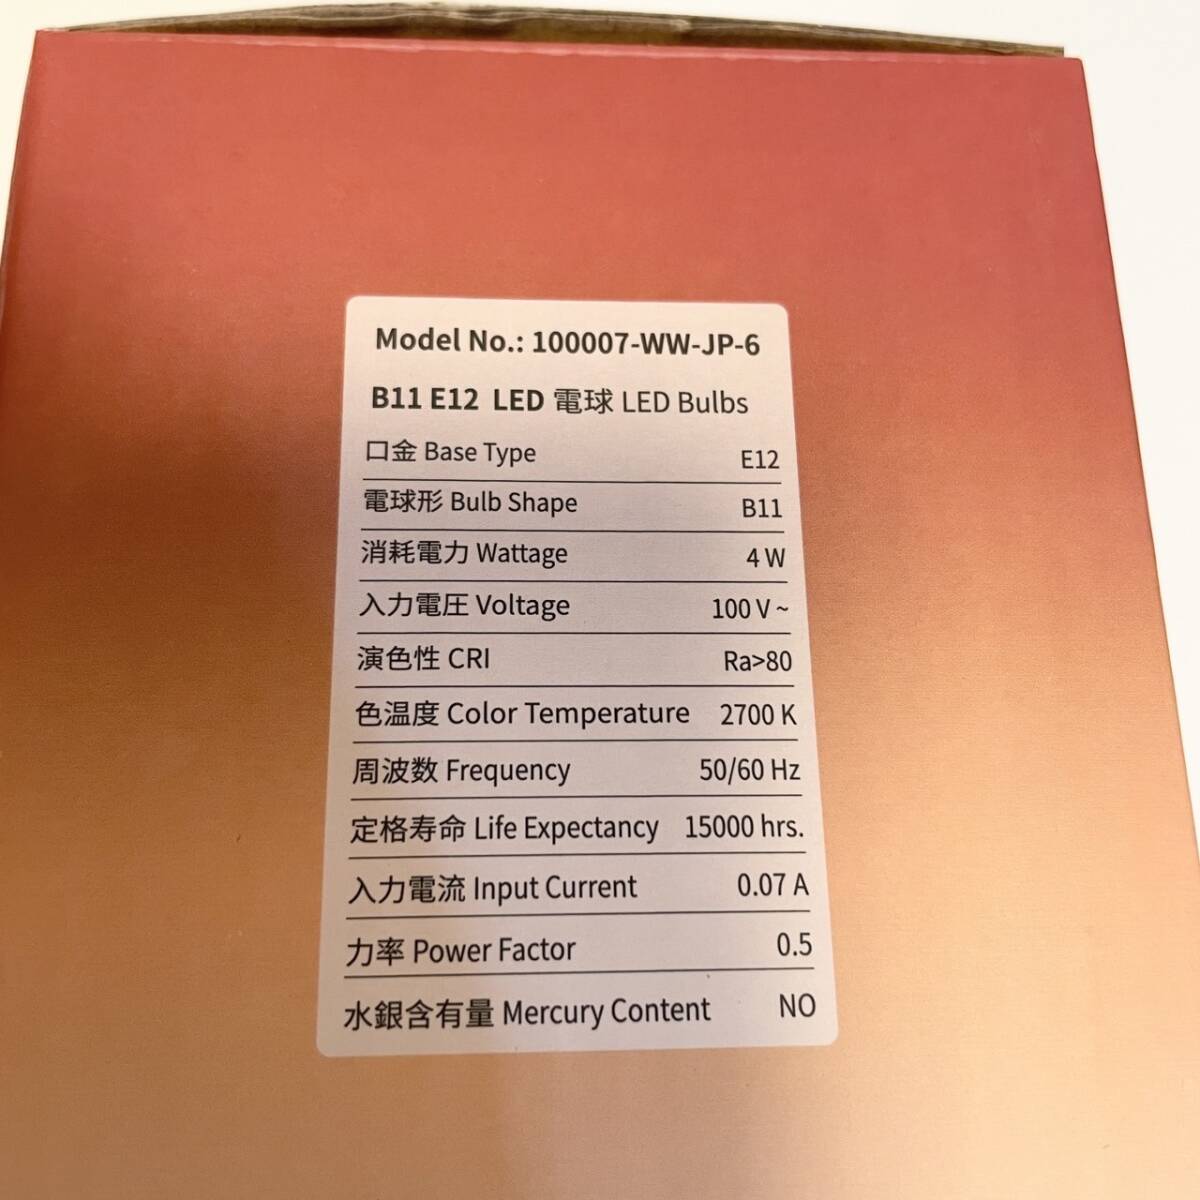 Model No.: 100007-WW-JP-6
B11 E12 LED 電球 LED Bulbs
口金 Base Type E12
電球形 Bulb Shape B11
消耗電力 Wattage 4 W
入力電圧 Voltage 100 V ~
演色性 CRI Ra>80
色温度 Color Temperature 2700 K
周波数 Frequency 50/60 Hz
定格寿命 Life Expectancy 15000 hrs.
入力電流 Input Current 0.07 A
力率 Power Factor 0.5
水銀含有量 Mercury Content NO